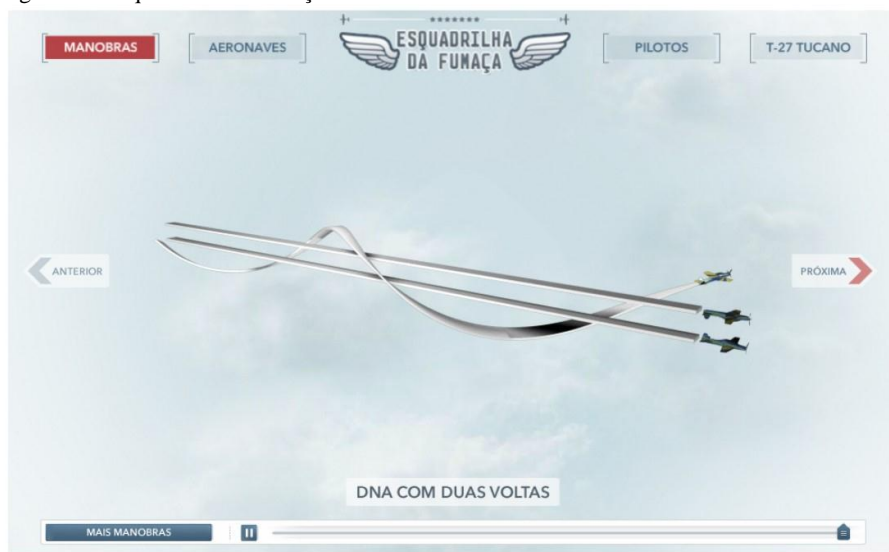 MANOBRAS
AERONAVES
ESQUADRILHA
DA FUMAÇA
PILOTOS
T-27 TUCANO
ANTERIOR
PRÓXIMA
DNA COM DUAS VOLTAS
MAIS MANOBRAS